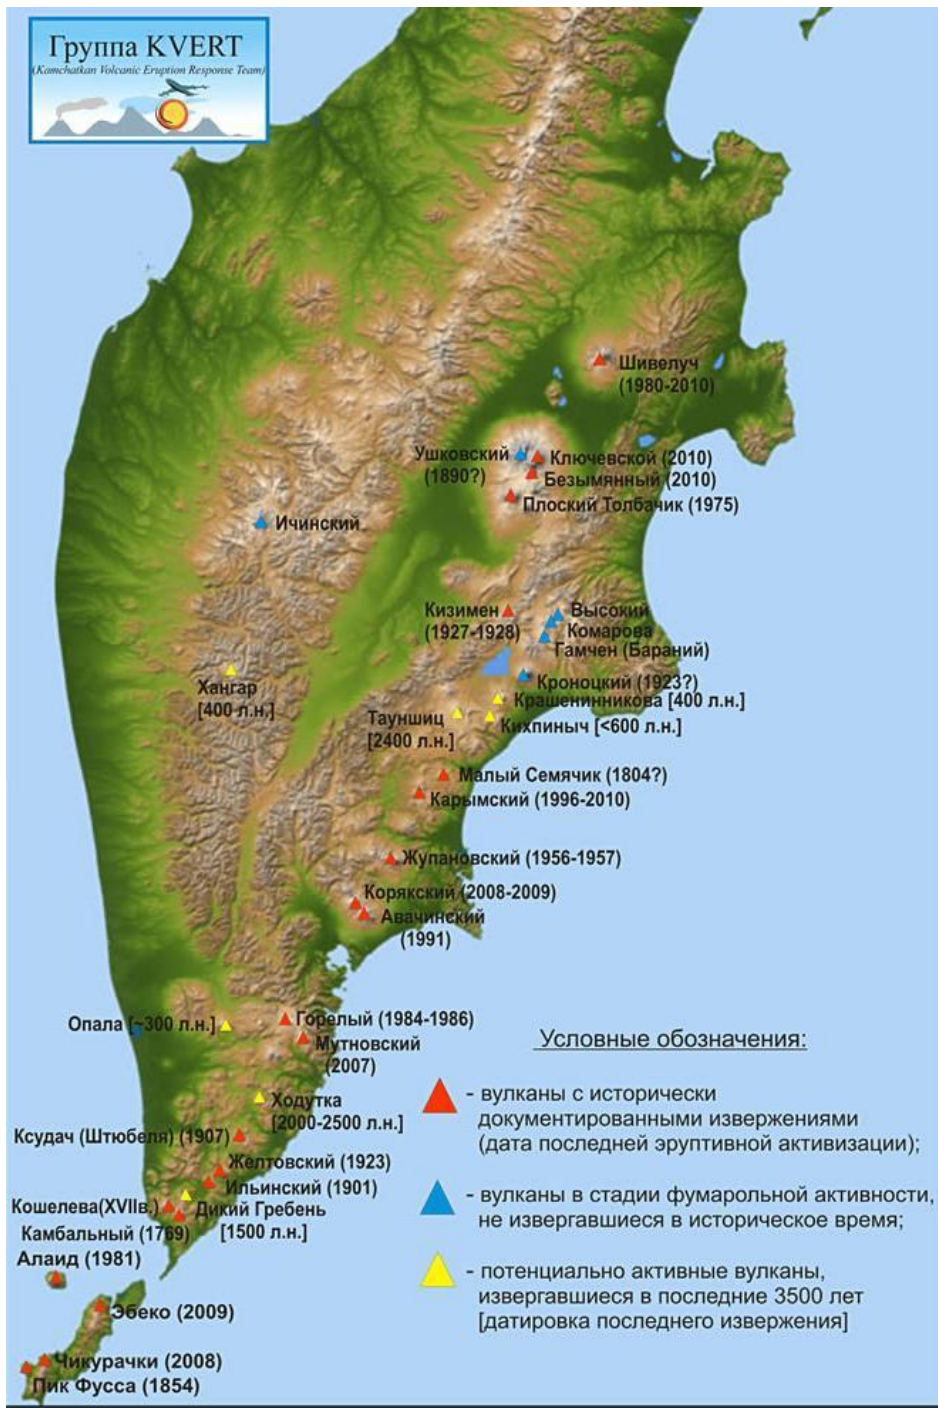 Группа KVERT
(Kamchatkan Volcanic Eruption Response Team)
Шивелуч
(1980-2010)
Ушковский
(1890?)
Ключевской (2010)
Безымянный (2010)
Плоский Толбачик (1975)
Ичинский
Кизимен
(1927-1928)
Высокий
Комарова
Гамчен (Бараний)
Хангар
[400 л.н.]
Кроноцкий (1923?)
Крашенинникова [400 л.н.]
Тауншиц
[2400 л.н.]
Кихпиныч [<600 л.н.]
Малый Семячик (1804?)
Карымский (1996-2010)
Жупановский (1956-1957)
Корякский (2008-2009)
Авачинский
(1991)
Опала [~300 л.н.]
Горелый (1984-1986)
Мутновский
(2007)
Ходутка
[2000-2500 л.н.]
Ксудач (Штюбеля) (1907)
Желтовский (1923)
Ильинский (1901)
Кошелева(XVIIв.)
Дикий Гребень
[1500 л.н.]
Камбальный (1769)
Алаид (1981)
Эбеко (2009)
Чикурачки (2008)
Пик Фусса (1854)
Условные обозначения:
- вулканы с исторически
документированными извержениями
(дата последней эруптивной активизации);
- вулканы в стадии фумарольной активности,
не извергавшиеся в историческое время;
- потенциально активные вулканы,
извергавшиеся в последние 3500 лет
[датировка последнего извержения]